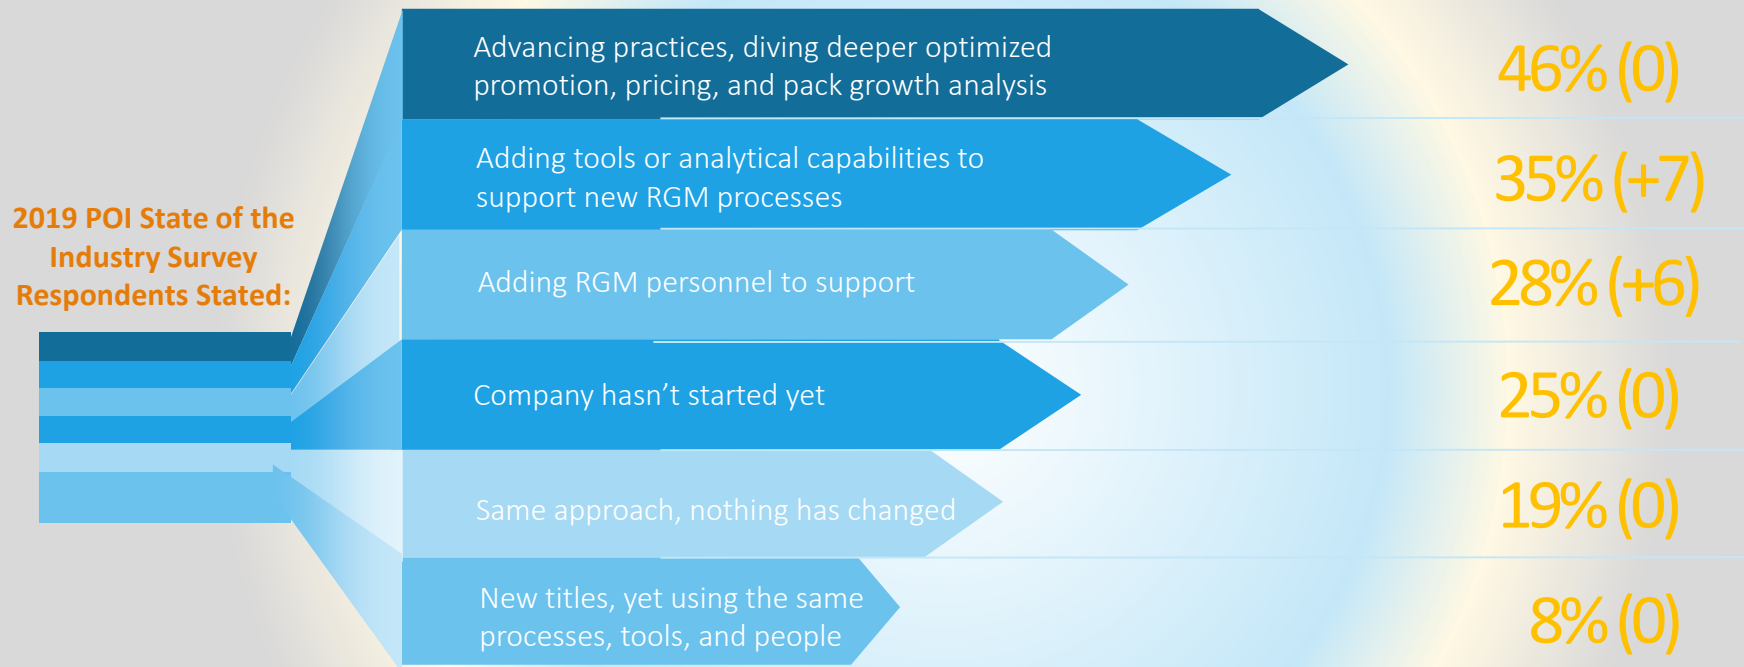 2019 POI State of the
Industry Survey
Respondents Stated:
Advancing practices, diving deeper optimized
promotion, pricing, and pack growth analysis
46% (0)
Adding tools or analytical capabilities to
support new RGM processes
35% (+7)
Adding RGM personnel to support
28% (+6)
Company hasn’t started yet
25% (0)
Same approach, nothing has changed
19% (0)
New titles, yet using the same
processes, tools, and people
8% (0)